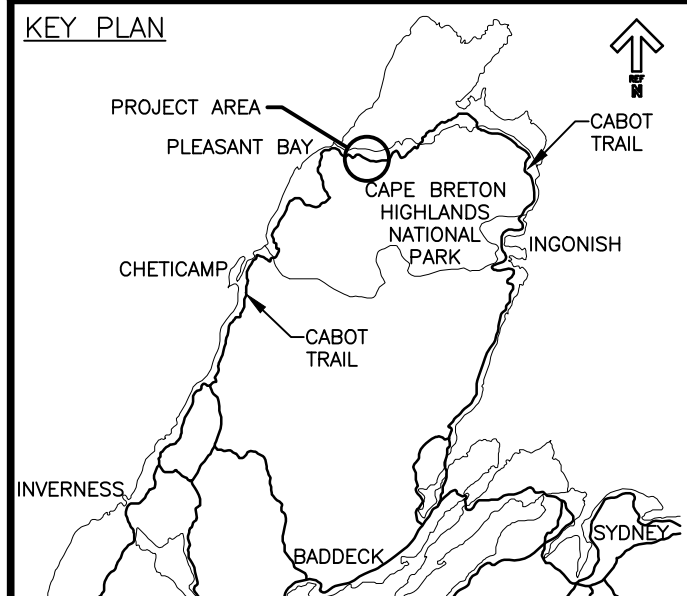 KEY PLAN
REF
N
PROJECT AREA
PLEASANT BAY
CABOT
TRAIL
CAPE BRETON
HIGHLANDS
NATIONAL
PARK
INGONISH
CHETICAMP
CABOT
TRAIL
INVERNESS
BADDECK
SYDNEY